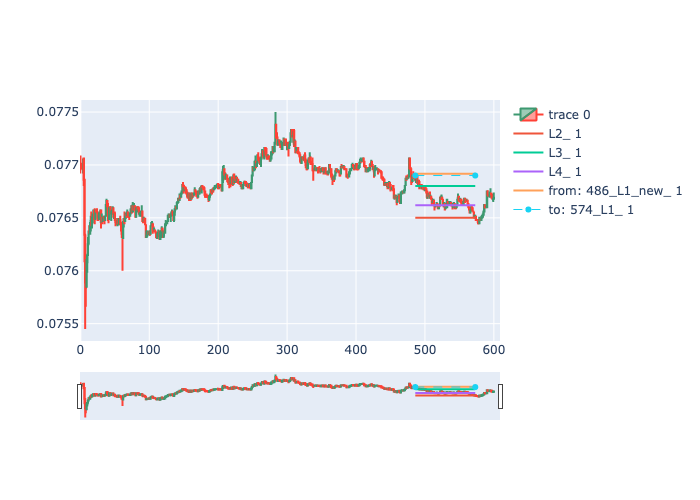 0.0775
0.077
0.0765
0.076
0.0755
0 100 200 300 400 500 600
trace 0
L2_ 1
L3_ 1
L4_ 1
from: 486_L1_new_ 1
to: 574_L1_ 1